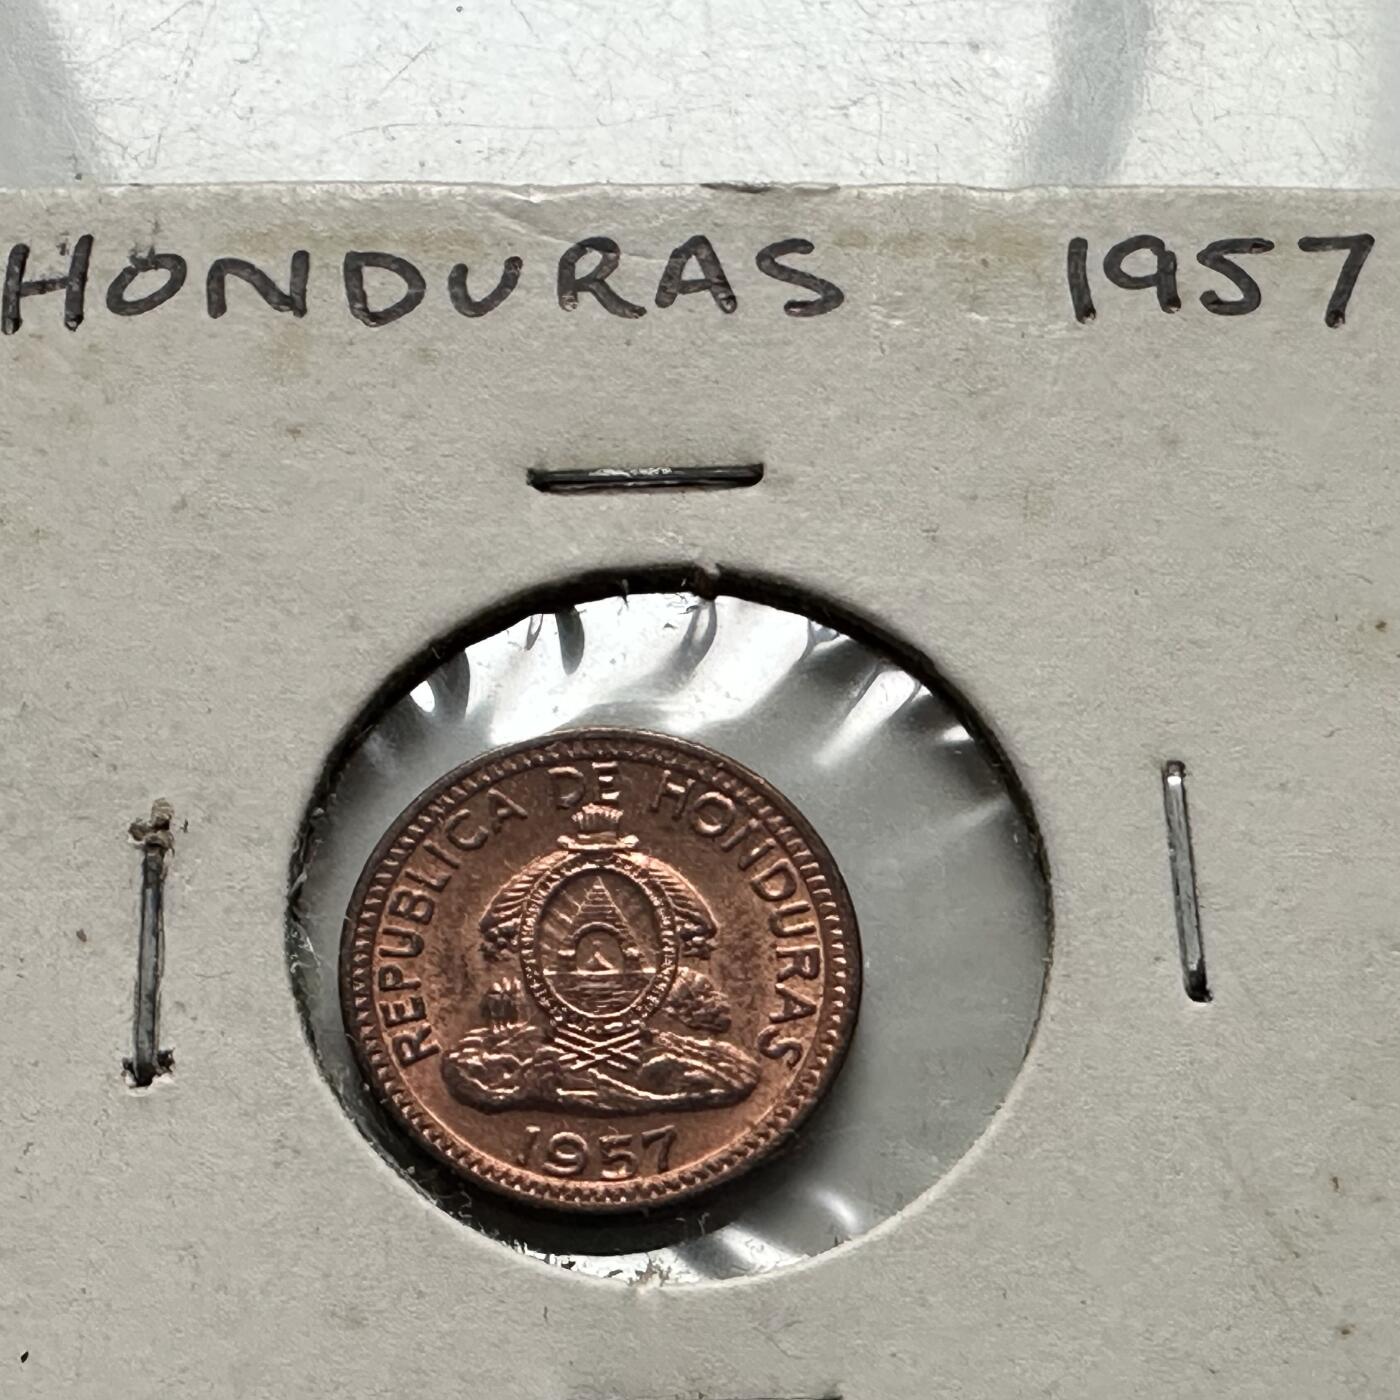 HONDURAS 1957
REPUBLICA DE HONDURAS
1957